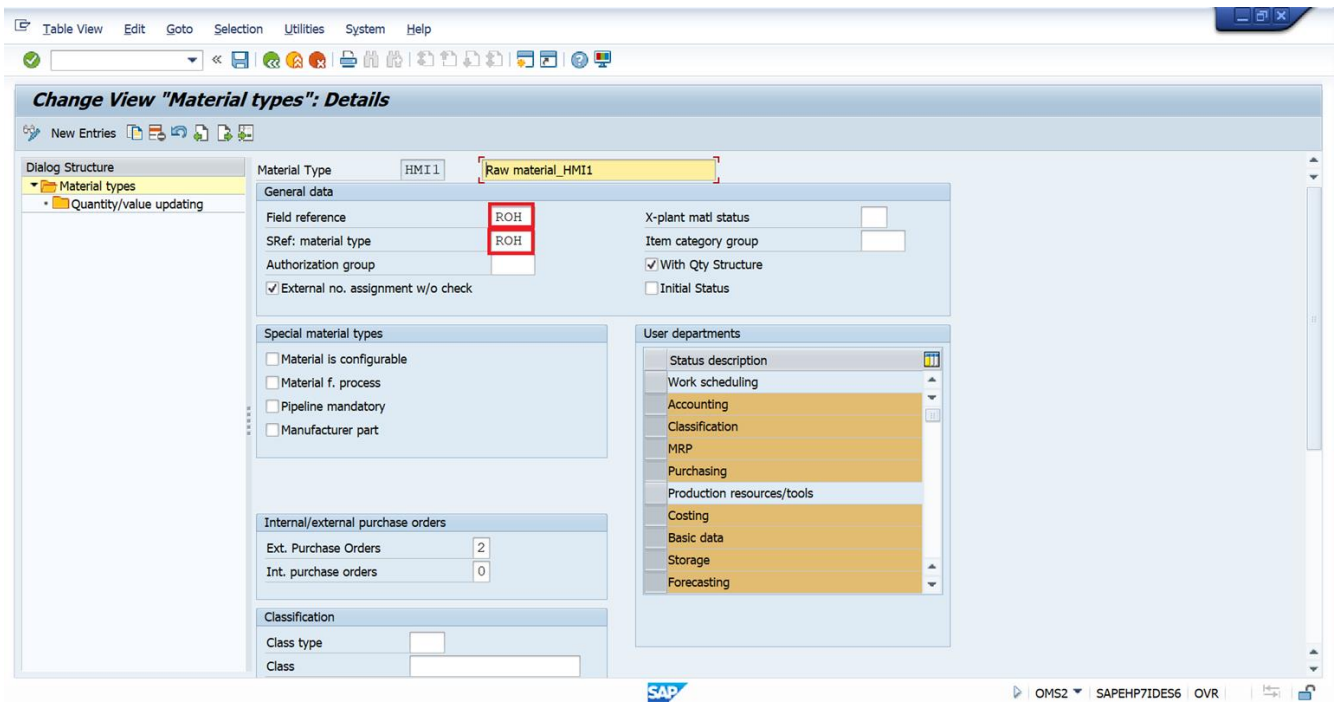 Table View Edit Goto Selection Utilities System Help
Change View "Material types": Details
New Entries
Dialog Structure
Material types
Quantity/value updating
Material Type HMI1 Raw material_HMI1
General data
Field reference ROH X-plant matl status
SRef: material type ROH Item category group
Authorization group With Qty Structure
External no. assignment w/o check Initial Status
Special material types
Material is configurable
Material f. process
Pipeline mandatory
Manufacturer part
User departments
Status description
Work scheduling
Accounting
Classification
MRP
Purchasing
Production resources/tools
Costing
Basic data
Storage
Forecasting
Internal/external purchase orders
Ext. Purchase Orders 2
Int. purchase orders 0
Classification
Class type
Class
SAP OMS2 SAPEHP7IDES6 OVR